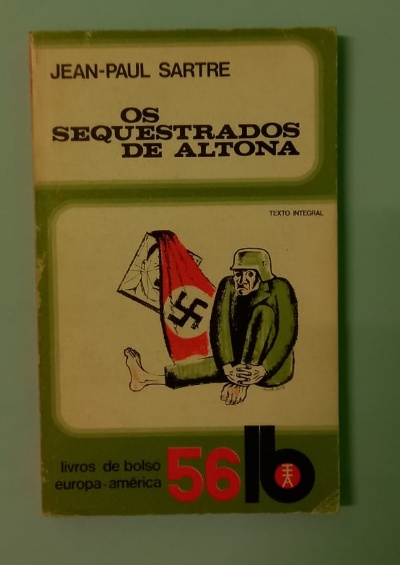 JEAN-PAUL SARTRE
OS
SEQUESTRADOS
DE ALTONA
TEXTO INTEGRAL
livros de bolso
europa-américa
56 lb